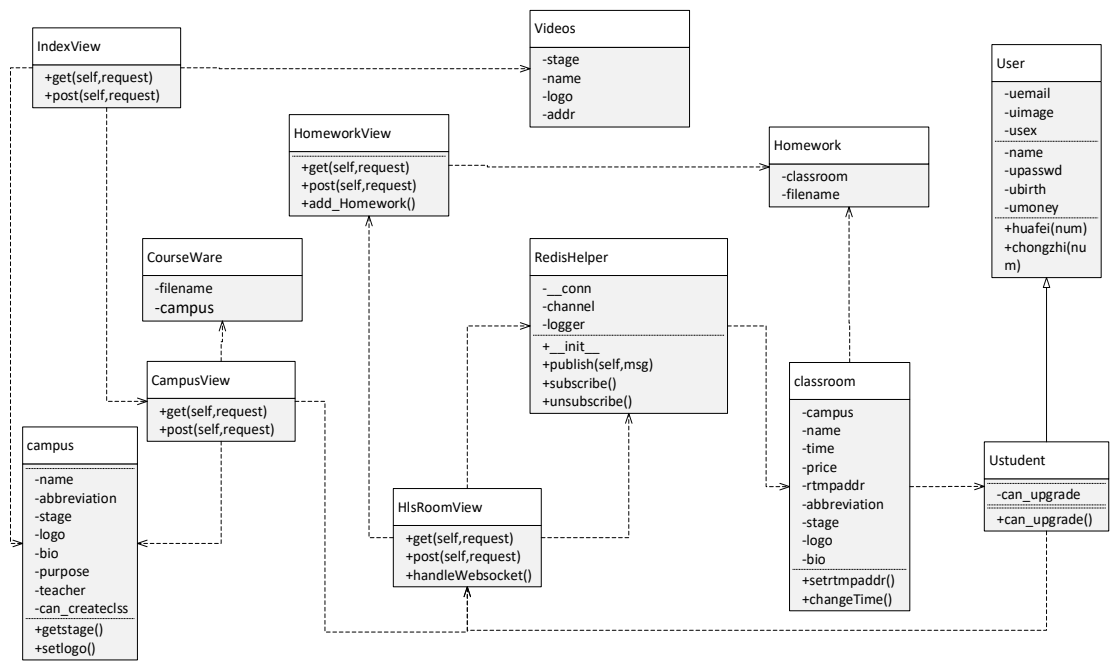 IndexView
+get(self,request)
+post(self,request)
Videos
-stage
-name
-logo
-addr
User
-uemail
-uimage
-usex
-name
-upasswd
-ubirth
-umoney
+huafei(num)
+chongzhi(nu
m)
HomeworkView
+get(self,request)
+post(self,request)
+add_Homework()
Homework
-classroom
-filename
CourseWare
-filename
-campus
RedisHelper
-__conn
-channel
-logger
+__init__
+publish(self,msg)
+subscribe()
+unsubscribe()
CampusView
+get(self,request)
+post(self,request)
classroom
-campus
-name
-time
-price
-rtmpaddr
-abbreviation
-stage
-logo
-bio
+setrtmpaddr()
+changeTime()
campus
-name
-abbreviation
-stage
-logo
-bio
-purpose
-teacher
-can_createclss
+getstage()
+setlogo()
Ustudent
-can_upgrade
+can_upgrade()
HlsRoomView
+get(self,request)
+post(self,request)
+handleWebsocket()